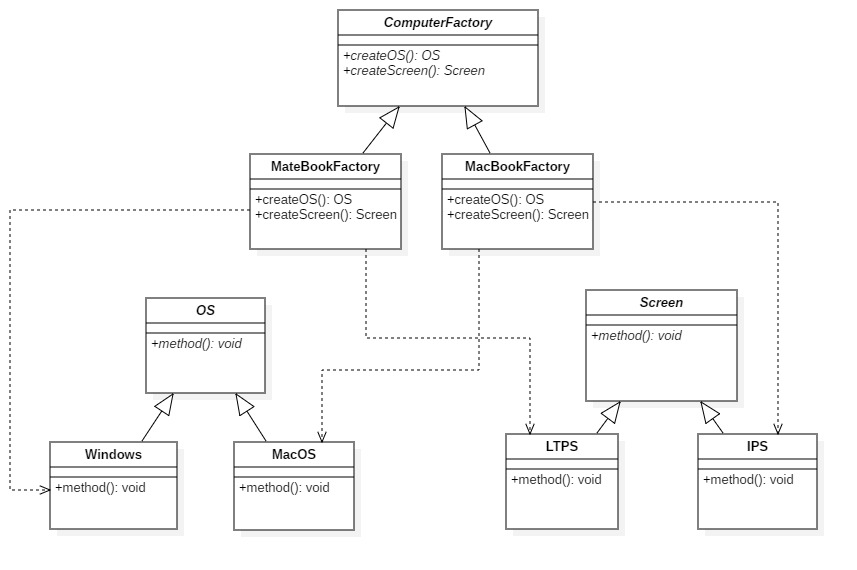 ComputerFactory
+createOS(): OS
+createScreen(): Screen
MateBookFactory
+createOS(): OS
+createScreen(): Screen
MacBookFactory
+createOS(): OS
+createScreen(): Screen
OS
+method(): void
Screen
+method(): void
Windows
+method(): void
MacOS
+method(): void
LTPS
+method(): void
IPS
+method(): void